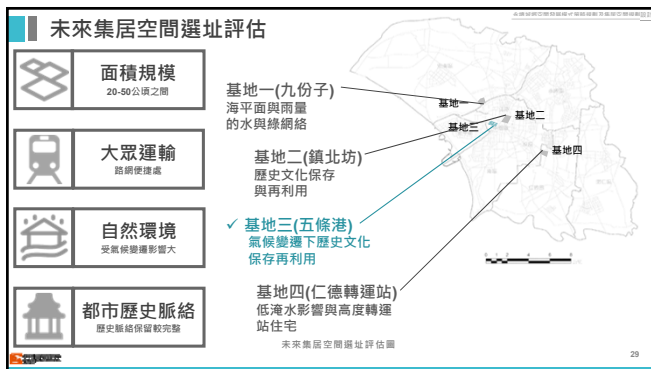 未來集居空間選址評估
面積規模
20-50公頃之間
大眾運輸
路網便捷處
自然環境
受氣候變遷影響大
都市歷史脈絡
歷史脈絡保留較完整
基地一(九份子)
海平面與雨量
的水與綠網絡
基地二(鎮北坊)
歷史文化保存
與再利用
✓ 基地三(五條港)
氣候變遷下歷史文化
保存再利用
基地四(仁德轉運站)
低淹水影響與高度轉運
站住宅
基地一
基地二
基地三
基地四
未來集居空間選址評估圖
29